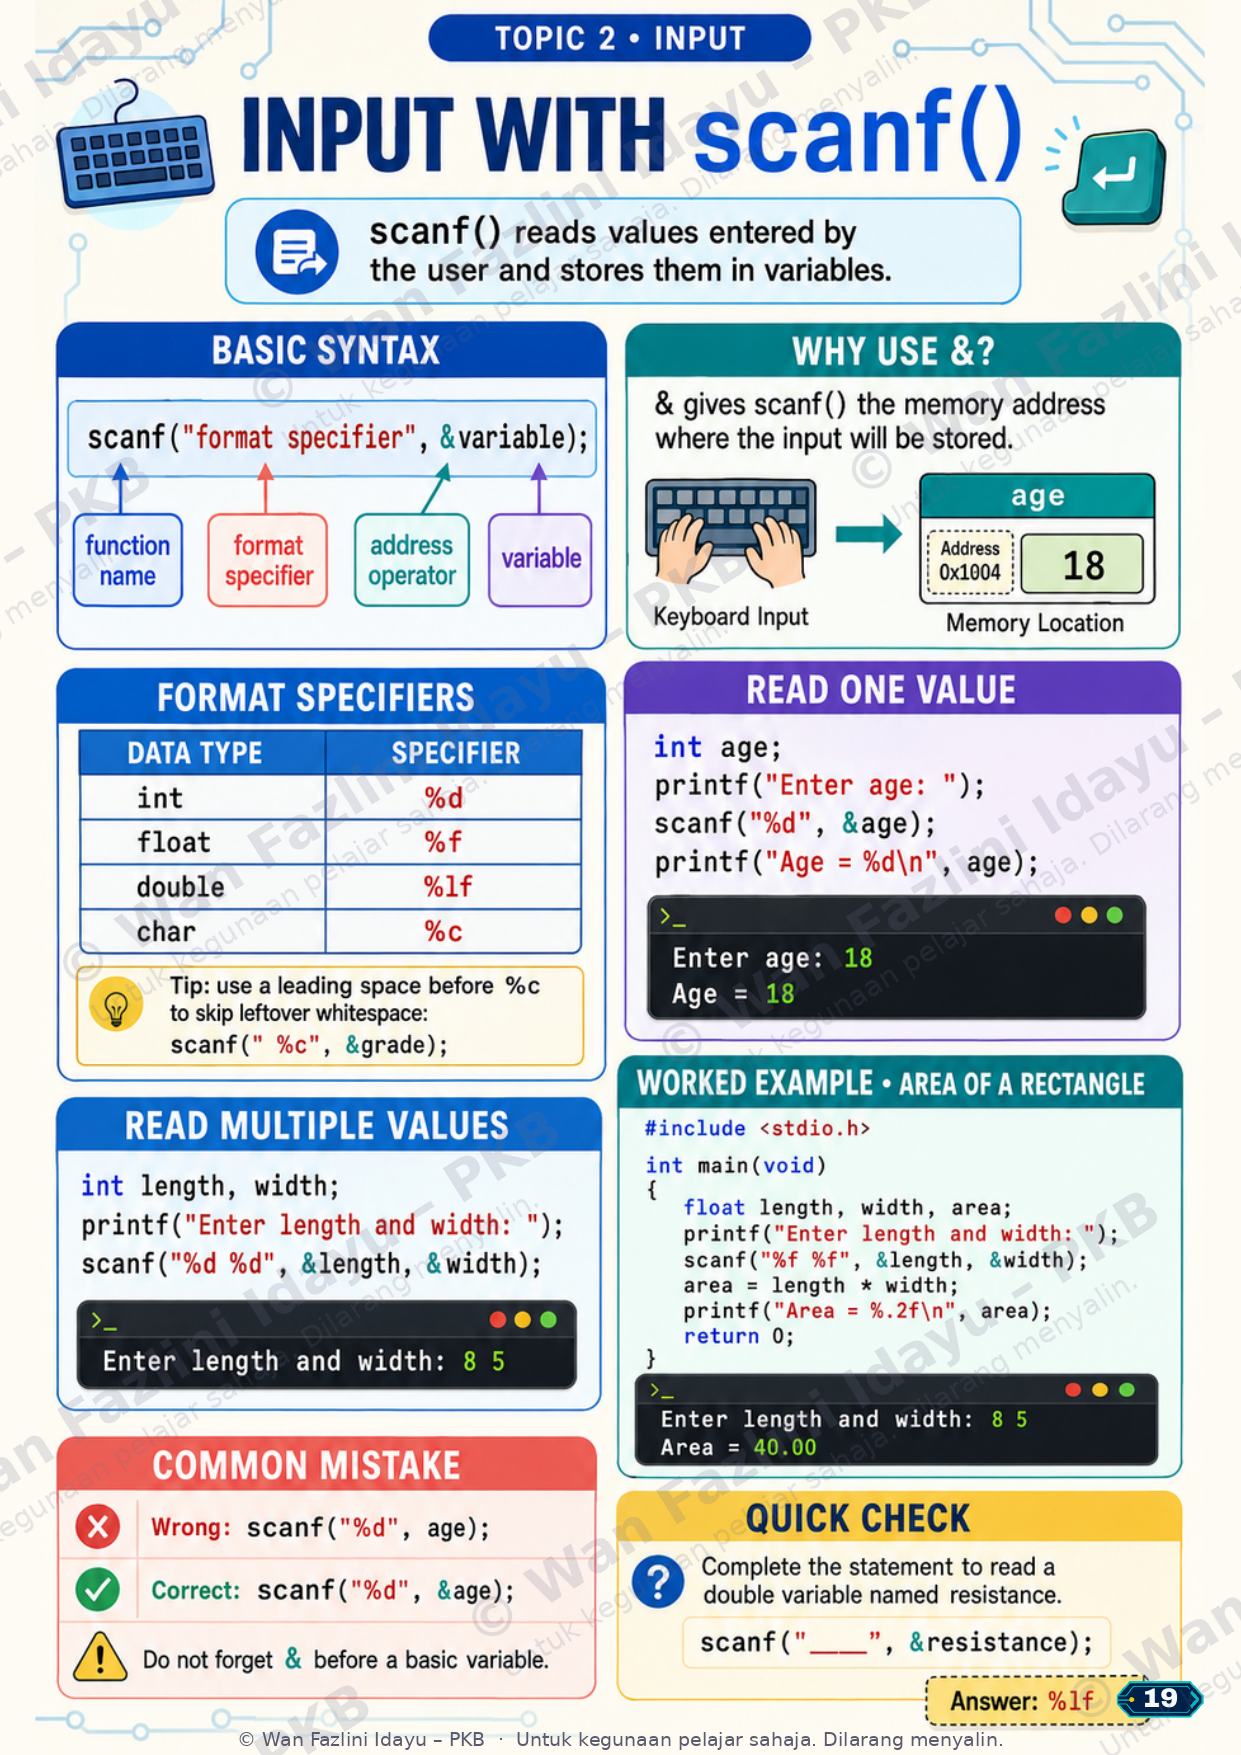 TOPIC 2 • INPUT
INPUT WITH scanf()
scanf() reads values entered by
the user and stores them in variables.
BASIC SYNTAX
scanf("format specifier", &variable);
function
name
format
specifier
address
operator
variable
WHY USE &?
& gives scanf() the memory address
where the input will be stored.
Keyboard Input
age
Address
0x1004
18
Memory Location
FORMAT SPECIFIERS
DATA TYPE SPECIFIER
int %d
float %f
double %lf
char %c
Tip: use a leading space before %c
to skip leftover whitespace:
scanf(" %c", &grade);
READ ONE VALUE
int age;
printf("Enter age: ");
scanf("%d", &age);
printf("Age = %d\n", age);
>_
Enter age: 18
Age = 18
READ MULTIPLE VALUES
int length, width;
printf("Enter length and width: ");
scanf("%d %d", &length, &width);
>_
Enter length and width: 8 5
WORKED EXAMPLE • AREA OF A RECTANGLE
#include <stdio.h>
int main(void)
{
float length, width, area;
printf("Enter length and width: ");
scanf("%f %f", &length, &width);
area = length * width;
printf("Area = %.2f\n", area);
return 0;
}
>_
Enter length and width: 8 5
Area = 40.00
COMMON MISTAKE
Wrong: scanf("%d", age);
Correct: scanf("%d", &age);
Do not forget & before a basic variable.
QUICK CHECK
Complete the statement to read a
double variable named resistance.
scanf("____”, &resistance);
Answer: %lf
19
© Wan Fazlini Idayu – PKB · Untuk kegunaan pelajar sahaja. Dilarang menyalin.